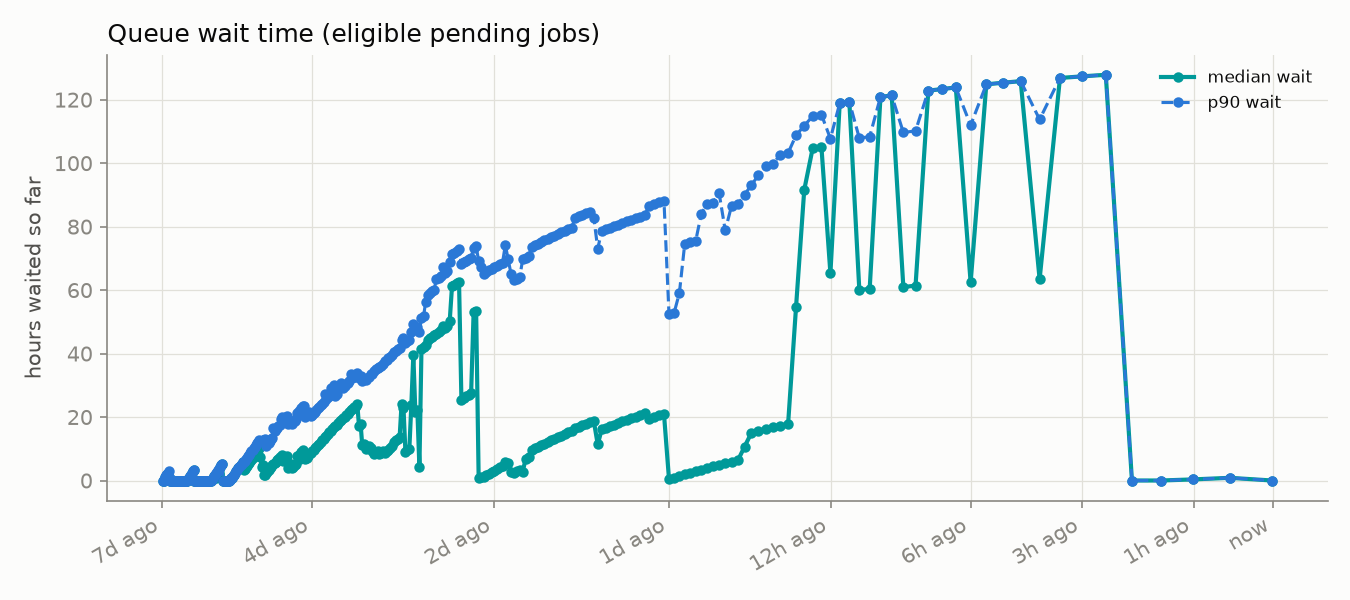 Queue wait time (eligible pending jobs)
median wait
p90 wait
hours waited so far
120
100
80
60
40
20
0
7d ago
4d ago
2d ago
1d ago
12h ago
6h ago
3h ago
1h ago
now